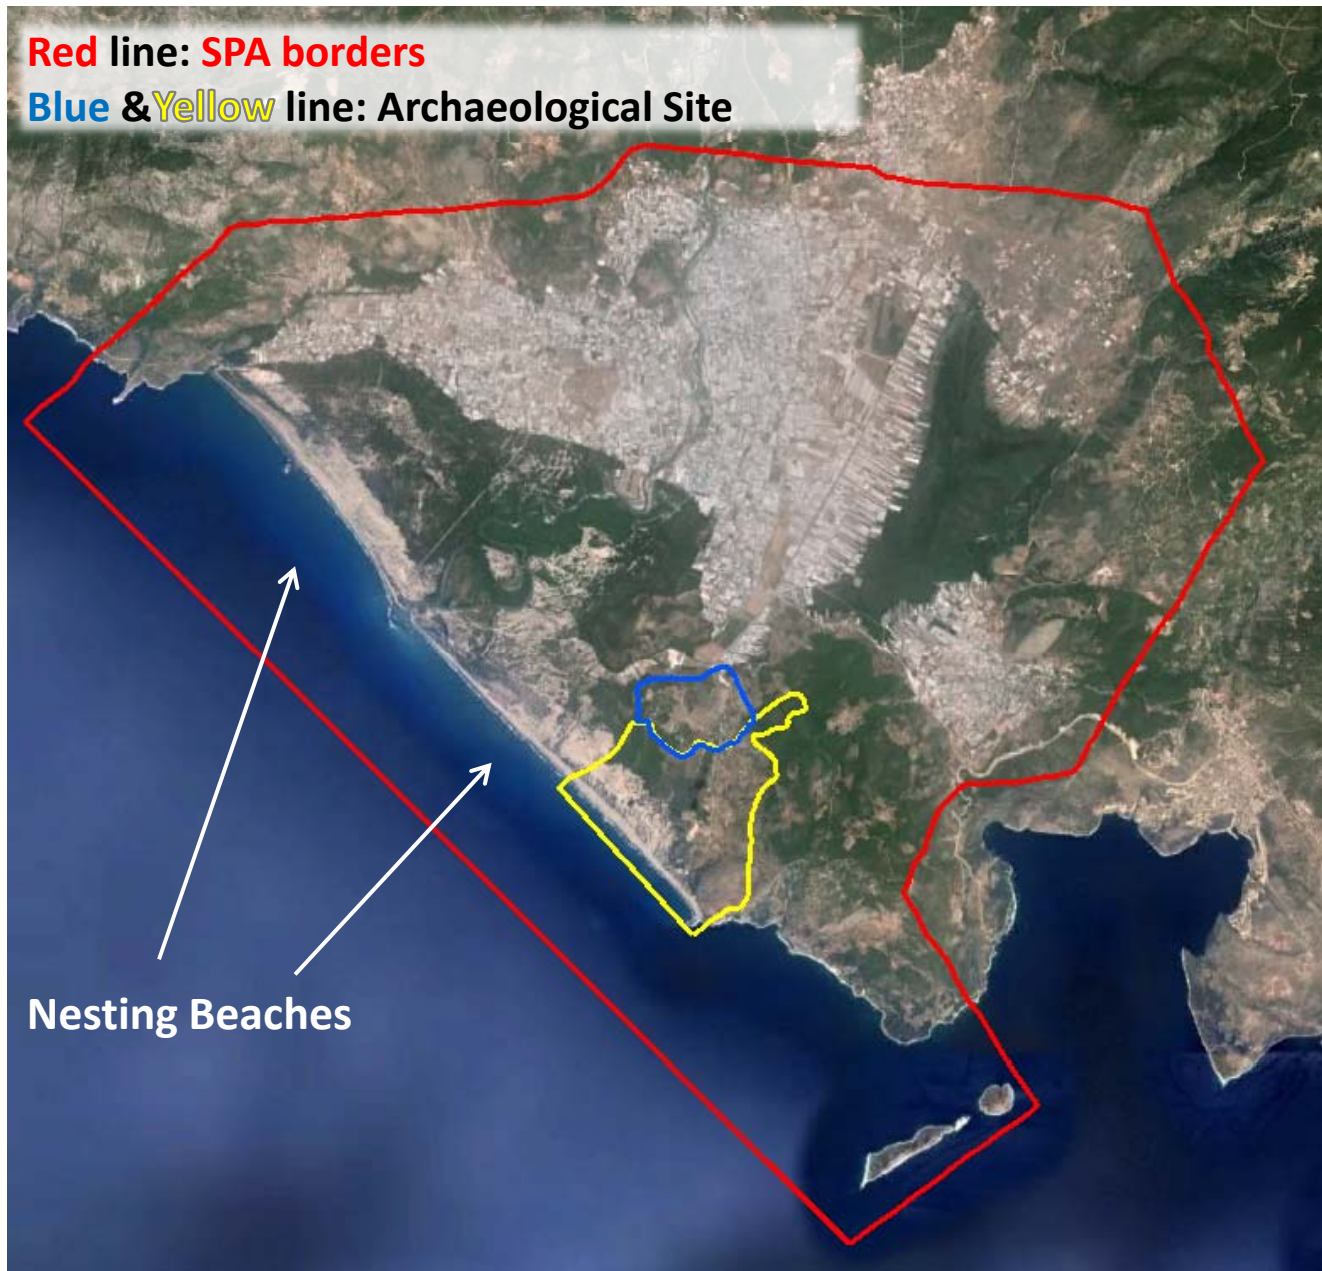 Red line: SPA borders
Blue &Yellow line: Archaeological Site
Nesting Beaches